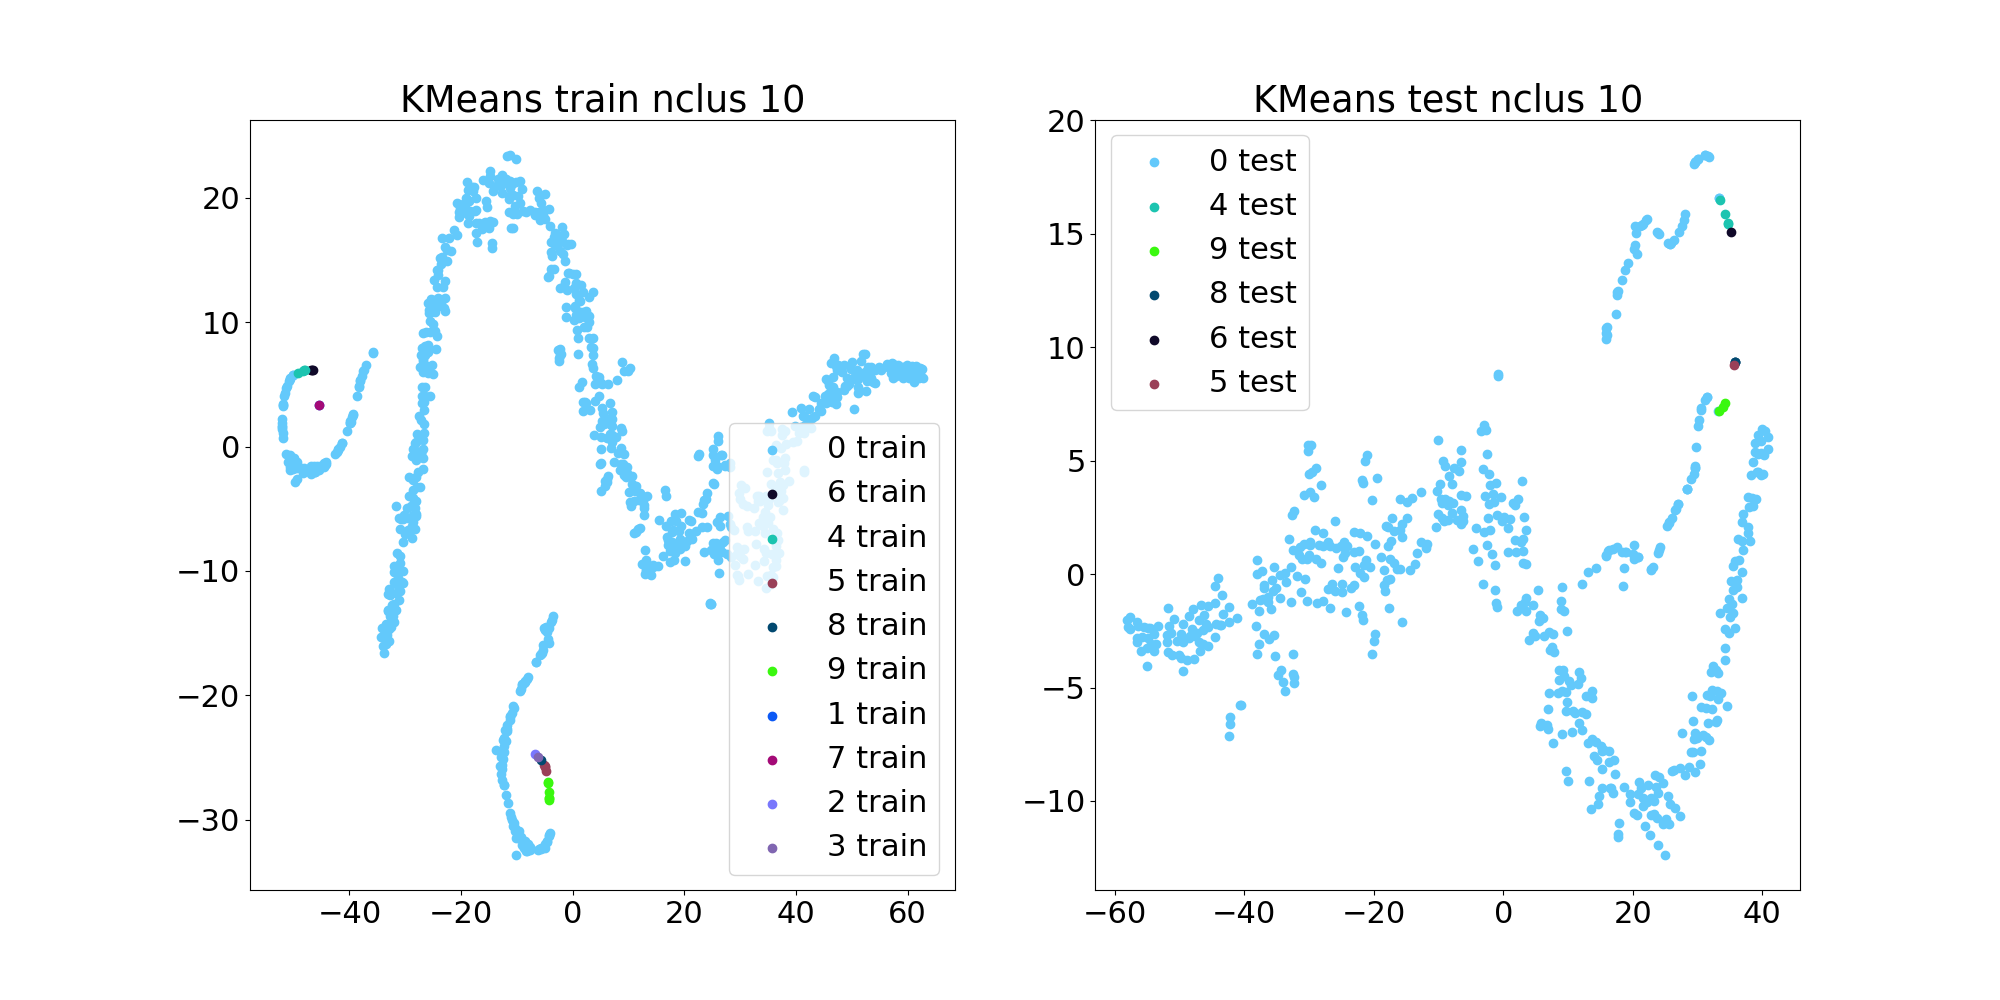 KMeans train nclus 10
20
10
0
−10
−20
−30
−40
−20
0
20
40
60
0 train
6 train
4 train
5 train
8 train
9 train
1 train
7 train
2 train
3 train
KMeans test nclus 10
20
15
10
5
0
−5
−10
−60
−40
−20
0
20
40
0 test
4 test
9 test
8 test
6 test
5 test